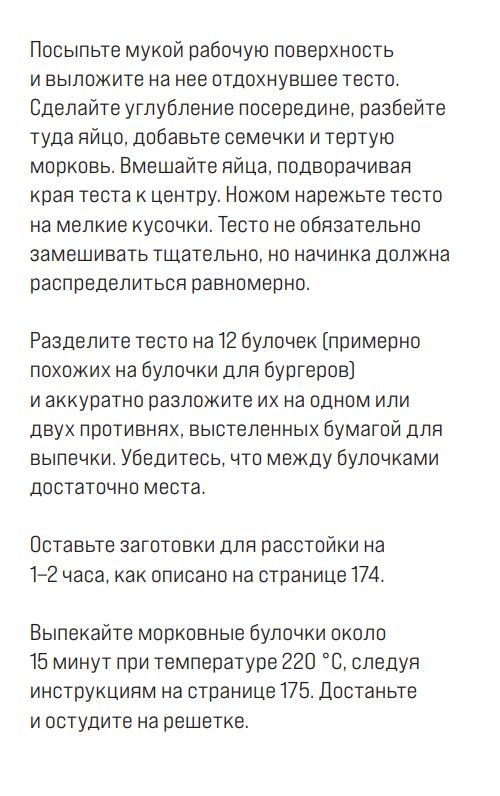 Посыпьте мукой рабочую поверхность
и выложите на нее отдохнувшее тесто.
Сделайте углубление посередине, разбейте
туда яйцо, добавьте семечки и тертую
морковь. Вмешайте яйца, подворачивая
края теста к центру. Ножом нарежьте тесто
на мелкие кусочки. Тесто не обязательно
замешивать тщательно, но начинка должна
распределиться равномерно.
Разделите тесто на 12 булочек (примерно
похожих на булочки для бургеров)
и аккуратно разложите их на одном или
двух противнях, выстеленных бумагой для
выпечки. Убедитесь, что между булочками
достаточно места.
Оставьте заготовки для расстойки на
1–2 часа, как описано на странице 174.
Выпекайте морковные булочки около
15 минут при температуре 220 °C, следуя
инструкциям на странице 175. Достаньте
и остудите на решетке.